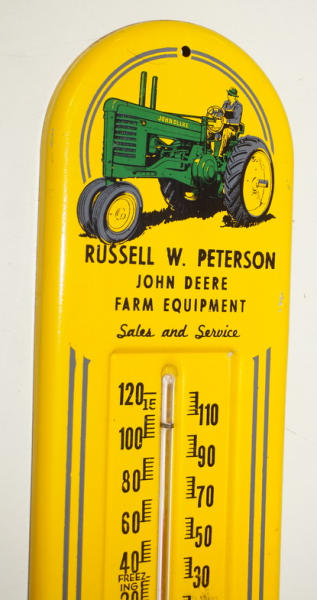 JOHN DEERE
RUSSELL W. PETERSON
JOHN DEERE
FARM EQUIPMENT
Sales and Service
120
110
100
90
80
70
60
50
40
30
FREEZ
ING